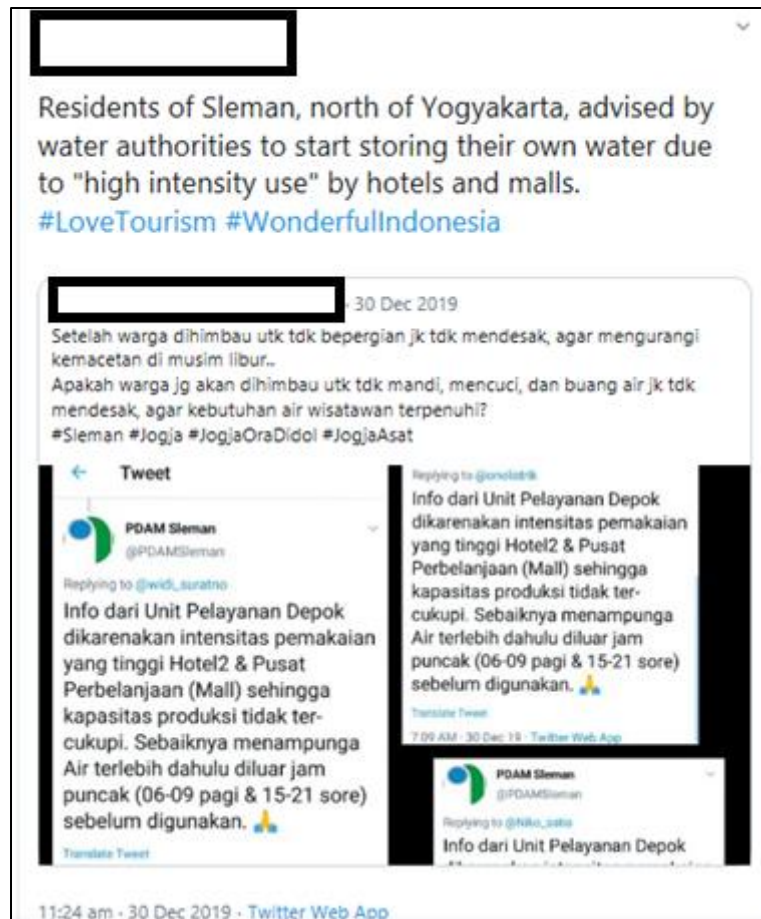 Residents of Sleman, north of Yogyakarta, advised by
water authorities to start storing their own water due
to "high intensity use" by hotels and malls.
#LoveTourism #WonderfulIndonesia
· 30 Dec 2019
Setelah warga dihimbau utk tdk bepergian jk tdk mendesak, agar mengurangi
kemacetan di musim libur..
Apakah warga jg akan dihimbau utk tdk mandi, mencuci, dan buang air jk tdk
mendesak, agar kebutuhan air wisatawan terpenuhi?
#Sleman #Jogja #JogjaOraDidol #JogjaAsat
Tweet
PDAM Sleman
@PDAMSleman
Replying to @widi_suratno
Info dari Unit Pelayanan Depok
dikarenakan intensitas pemakaian
yang tinggi Hotel2 & Pusat
Perbelanjaan (Mall) sehingga
kapasitas produksi tidak ter-
cukupi. Sebaiknya menampunga
Air terlebih dahulu diluar jam
puncak (06-09 pagi & 15-21 sore)
sebelum digunakan. 🙏
Translate Tweet
Replying to
Info dari Unit Pelayanan Depok
dikarenakan intensitas pemakaian
yang tinggi Hotel2 & Pusat
Perbelanjaan (Mall) sehingga
kapasitas produksi tidak ter-
cukupi. Sebaiknya menampunga
Air terlebih dahulu diluar jam
puncak (06-09 pagi & 15-21 sore)
sebelum digunakan. 🙏
Translate Tweet
7:09 AM · 30 Dec 19 · Twitter Web App
PDAM Sleman
@PDAMSleman
Replying to @Niko_satia
Info dari Unit Pelayanan Depok
11:24 am · 30 Dec 2019 · Twitter Web App